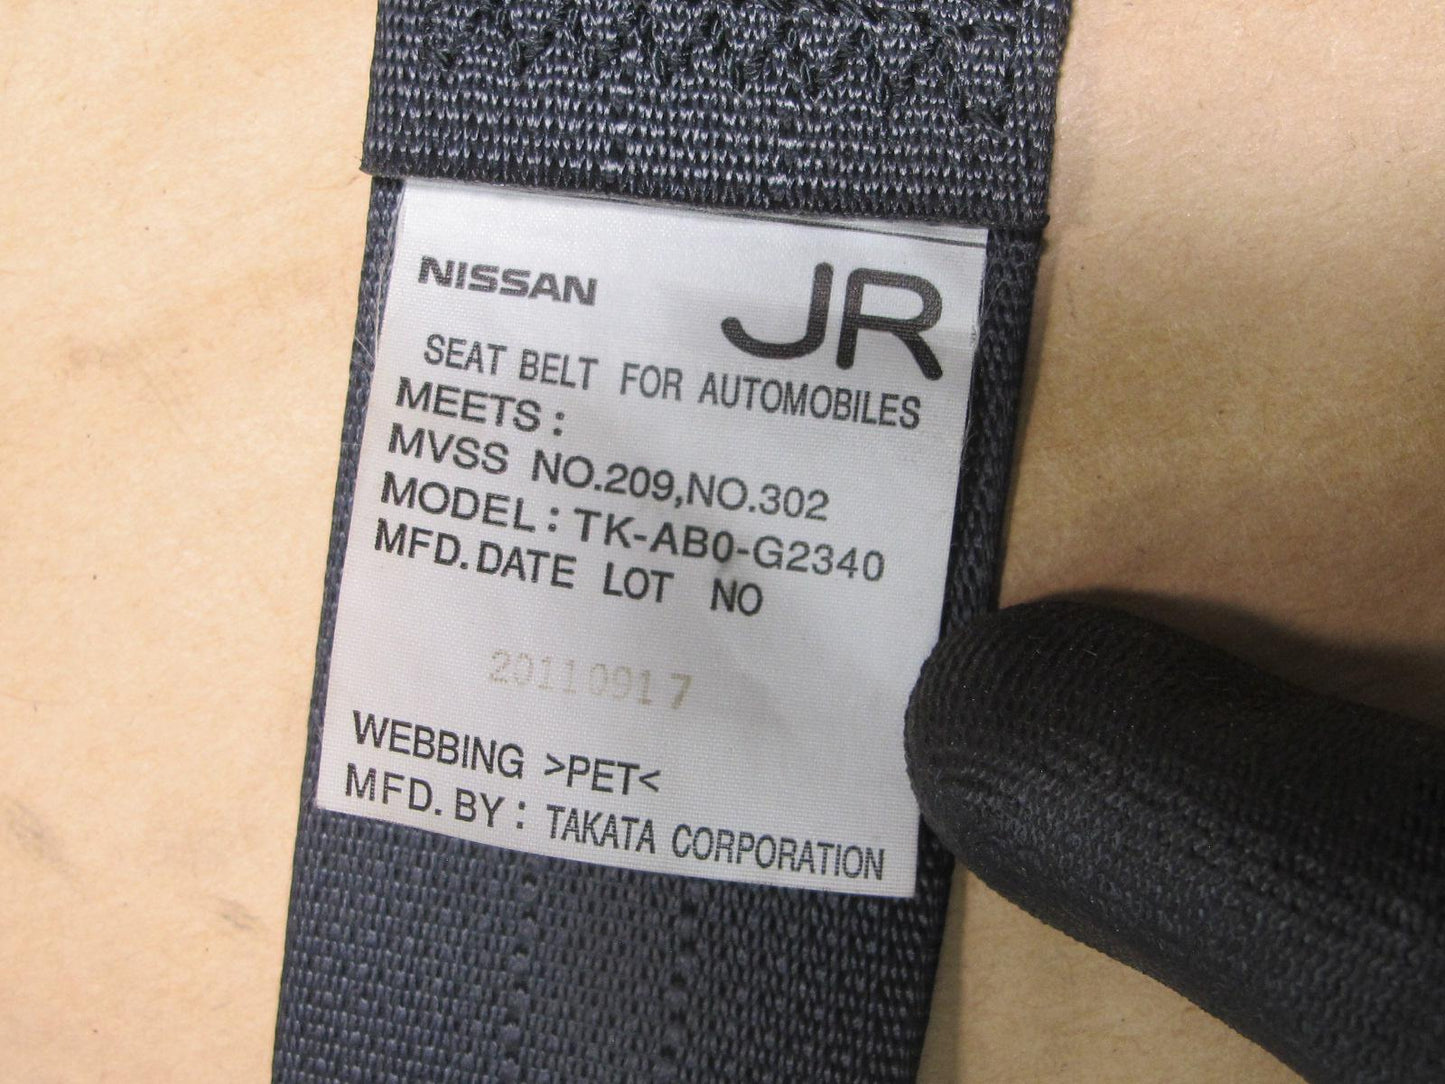 NISSAN JR
SEAT BELT FOR AUTOMOBILES
MEETS:
MVSS NO.209,NO.302
MODEL: TK-AB0-G2340
MFD.DATE LOT NO
20110917
WEBBING >PET<
MFD.BY: TAKATA CORPORATION